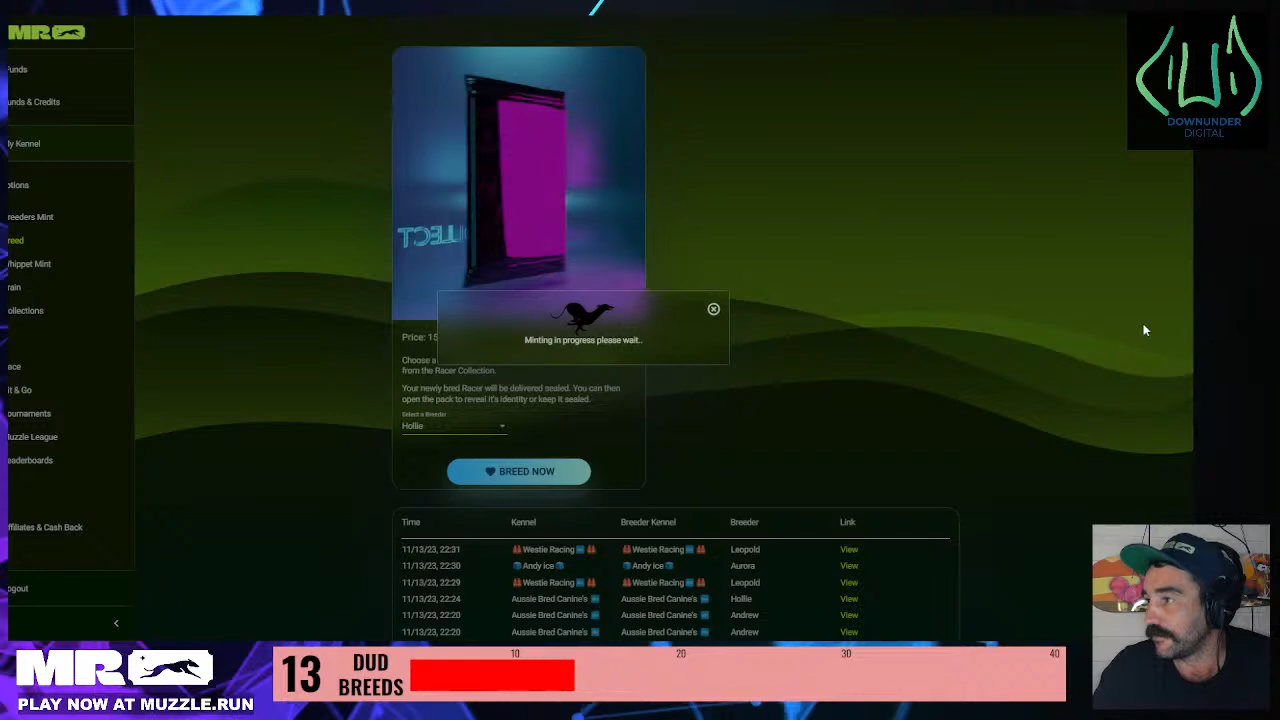 MR
Funds
unds & Credits
My Kennel
ptions
reeders Mint
reed
Whippet Mint
rain
ollections
ace
it & Go
ournaments
uzzle League
eaderboards
ffiliates & Cash Back
ogout
TECT
Price: 15
Choose a
from the Racer Collection.
Your newly bred Racer will be delivered sealed. You can then
open the pack to reveal it's identity or keep it sealed.
Select a Breeder
Hollie
Minting in progress please wait..
BREED NOW
Time Kennel Breeder Kennel Breeder Link
11/13/23, 22:31 Westie Racing Westie Racing Leopold View
11/13/23, 22:30 Andy ice Andy ice Aurora View
11/13/23, 22:29 Westie Racing Westie Racing Leopold View
11/13/23, 22:24 Aussie Bred Canine's Aussie Bred Canine's Hollie View
11/13/23, 22:20 Aussie Bred Canine's Aussie Bred Canine's Andrew View
11/13/23, 22:20 Aussie Bred Canine's Aussie Bred Canine's Andrew View
DOWNUNDER
DIGITAL
MR
PLAY NOW AT MUZZLE.RUN
13 DUD
BREEDS
10 20 30 40